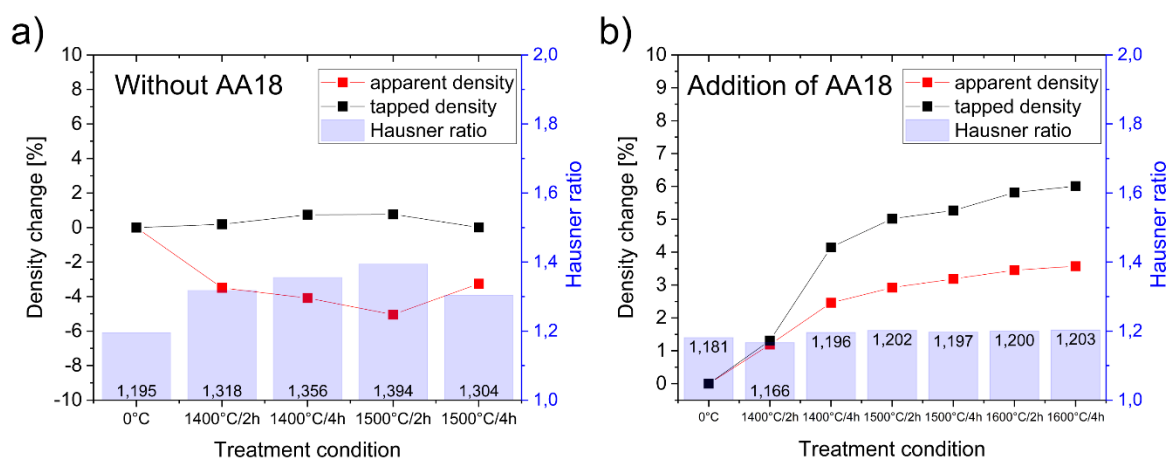 a)
Without AA18
apparent density
tapped density
Hausner ratio
Density change [%]
10
8
6
4
2
0
-2
-4
-6
-8
-10
2,0
1,8
1,6
1,4
1,2
1,0
Hausner ratio
1,195
1,318
1,356
1,394
1,304
0°C
1400°C/2h
1400°C/4h
1500°C/2h
1500°C/4h
Treatment condition
b)
Addition of AA18
apparent density
tapped density
Hausner ratio
Density change [%]
10
9
8
7
6
5
4
3
2
1
0
2,0
1,8
1,6
1,4
1,2
1,0
Hausner ratio
1,181
1,166
1,196
1,202
1,197
1,200
1,203
0°C
1400°C/2h
1400°C/4h
1500°C/2h
1500°C/4h
1600°C/2h
1600°C/4h
Treatment condition